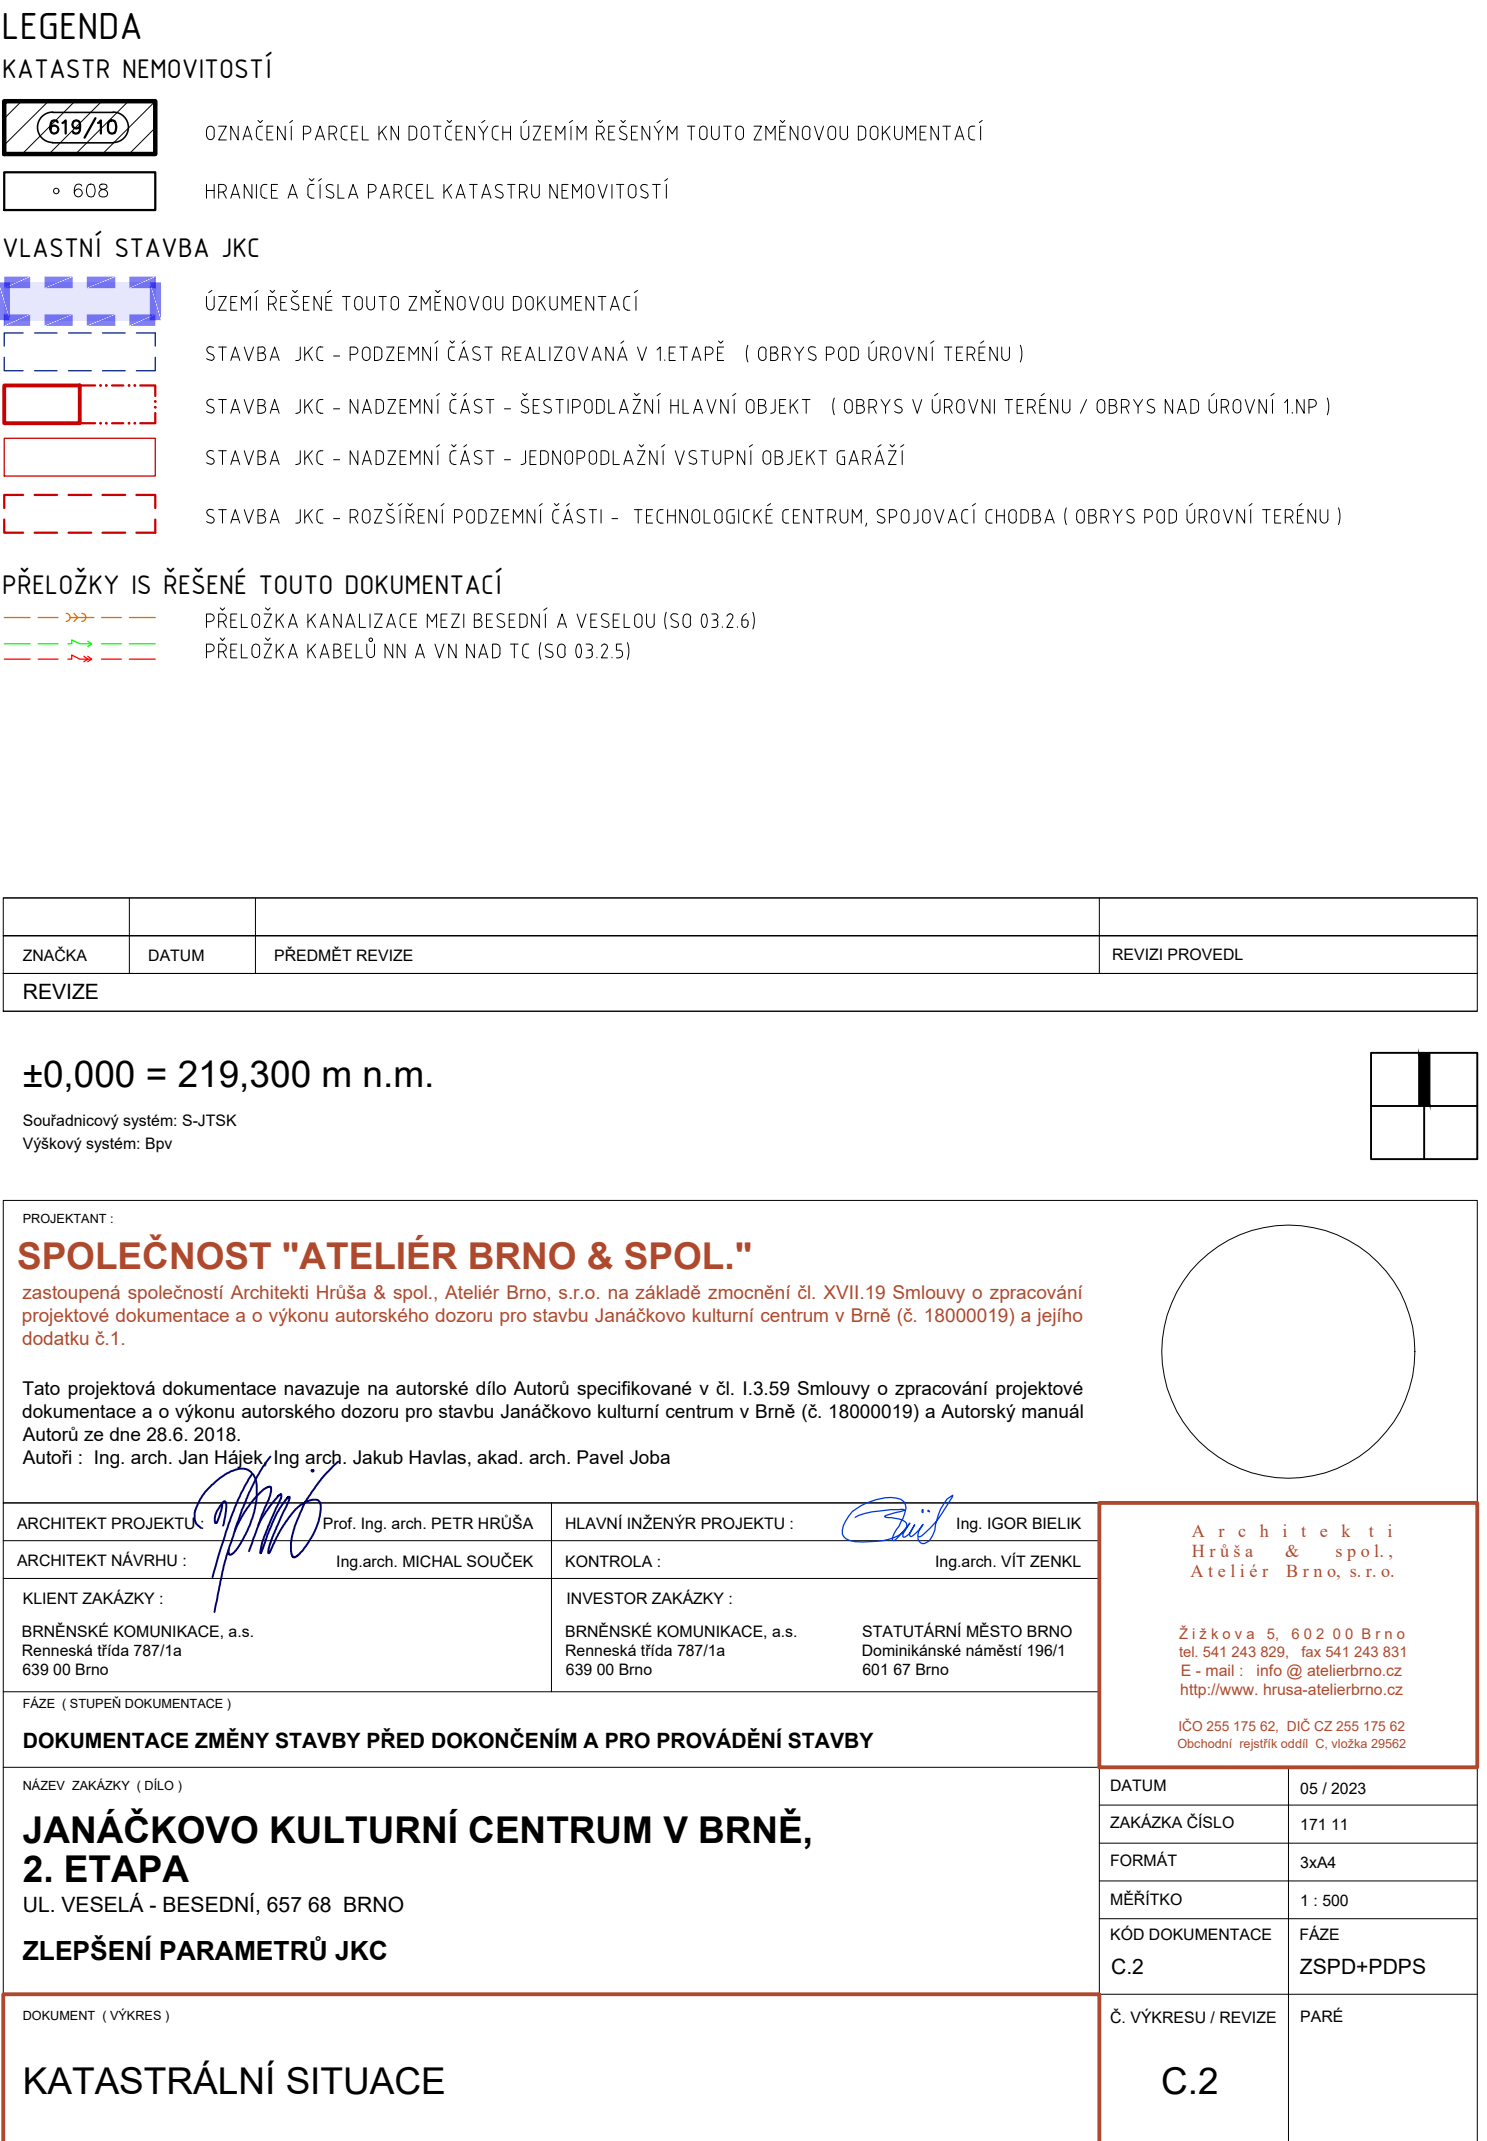 LEGENDA
KATASTR NEMOVITOSTÍ
619/10
OZNAČENÍ PARCEL KN DOTČENÝCH ÚZEMÍM ŘEŠENÝM TOUTO ZMĚNOVOU DOKUMENTACÍ
608
HRANICE A ČÍSLA PARCEL KATASTRU NEMOVITOSTÍ
VLASTNÍ STAVBA JKC
ÚZEMÍ ŘEŠENÉ TOUTO ZMĚNOVOU DOKUMENTACÍ
STAVBA JKC - PODZEMNÍ ČÁST REALIZOVANÁ V 1.ETAPĚ ( OBRYS POD ÚROVNÍ TERÉNU )
STAVBA JKC - NADZEMNÍ ČÁST - ŠESTIPODLAŽNÍ HLAVNÍ OBJEKT ( OBRYS V ÚROVNI TERÉNU / OBRYS NAD ÚROVNÍ 1.NP )
STAVBA JKC - NADZEMNÍ ČÁST - JEDNOPODLAŽNÍ VSTUPNÍ OBJEKT GARÁŽÍ
STAVBA JKC - ROZŠÍŘENÍ PODZEMNÍ ČÁSTI - TECHNOLOGICKÉ CENTRUM, SPOJOVACÍ CHODBA ( OBRYS POD ÚROVNÍ TERÉNU )
PŘELOŽKY IS ŘEŠENÉ TOUTO DOKUMENTACÍ
PŘELOŽKA KANALIZACE MEZI BESEDNÍ A VESELOU (SO 03.2.6)
PŘELOŽKA KABELŮ NN A VN NAD TC (SO 03.2.5)
ZNAČKA DATUM PŘEDMĚT REVIZE REVIZI PROVEDL
REVIZE
±0,000 = 219,300 m n.m.
Souřadnicový systém: S-JTSK
Výškový systém: Bpv
PROJEKTANT :
SPOLEČNOST "ATELIÉR BRNO & SPOL."
zastoupená společností Architekti Hrůša & spol., Ateliér Brno, s.r.o. na základě zmocnění čl. XVII.19 Smlouvy o zpracování
projektové dokumentace a o výkonu autorského dozoru pro stavbu Janáčkovo kulturní centrum v Brně (č. 18000019) a jejího
dodatku č.1.
Tato projektová dokumentace navazuje na autorské dílo Autorů specifikované v čl. I.3.59 Smlouvy o zpracování projektové
dokumentace a o výkonu autorského dozoru pro stavbu Janáčkovo kulturní centrum v Brně (č. 18000019) a Autorský manuál
Autorů ze dne 28.6. 2018.
Autoři : Ing. arch. Jan Hájek, Ing arch. Jakub Havlas, akad. arch. Pavel Joba
ARCHITEKT PROJEKTU : Prof. Ing. arch. PETR HRŮŠA
HLAVNÍ INŽENÝR PROJEKTU : Ing. IGOR BIELIK
ARCHITEKT NÁVRHU : Ing.arch. MICHAL SOUČEK
KONTROLA : Ing.arch. VÍT ZENKL
KLIENT ZAKÁZKY :
BRNĚNSKÉ KOMUNIKACE, a.s.
Renneská třída 787/1a
639 00 Brno
INVESTOR ZAKÁZKY :
BRNĚNSKÉ KOMUNIKACE, a.s.
Renneská třída 787/1a
639 00 Brno
STATUTÁRNÍ MĚSTO BRNO
Dominikánské náměstí 196/1
601 67 Brno
Architekti
Hrůša & spol.,
Ateliér Brno, s.r.o.
Žižkova 5, 602 00 Brno
tel. 541 243 829, fax 541 243 831
E - mail : info @ atelierbrno.cz
http://www. hrusa-atelierbrno.cz
IČO 255 175 62, DIČ CZ 255 175 62
Obchodní rejstřík oddíl C, vložka 29562
FÁZE ( STUPEŇ DOKUMENTACE )
DOKUMENTACE ZMĚNY STAVBY PŘED DOKONČENÍM A PRO PROVÁDĚNÍ STAVBY
NÁZEV ZAKÁZKY ( DÍLO )
JANÁČKOVO KULTURNÍ CENTRUM V BRNĚ,
2. ETAPA
UL. VESELÁ - BESEDNÍ, 657 68 BRNO
ZLEPŠENÍ PARAMETRŮ JKC
DATUM 05 / 2023
ZAKÁZKA ČÍSLO 171 11
FORMÁT 3xA4
MĚŘÍTKO 1 : 500
KÓD DOKUMENTACE FÁZE
C.2 ZSPD+PDPS
DOKUMENT ( VÝKRES )
KATASTRÁLNÍ SITUACE
Č. VÝKRESU / REVIZE PARÉ
C.2